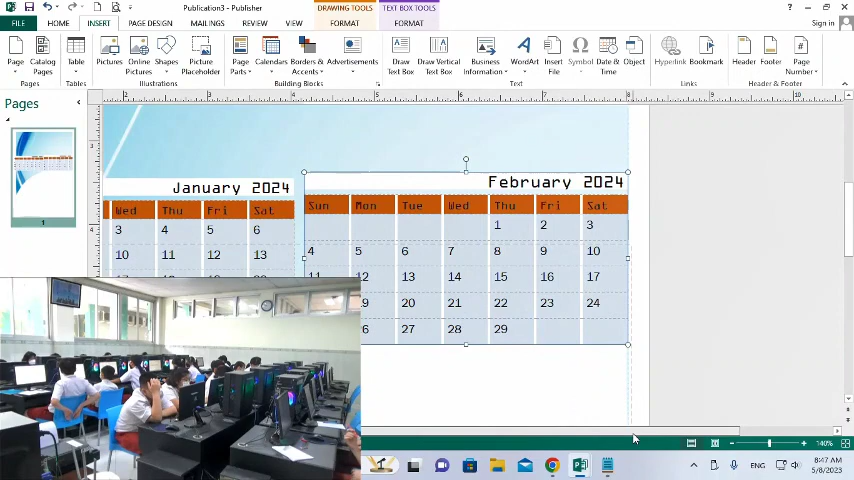 Publication3 - Publisher
DRAWING TOOLS
TEXT BOX TOOLS
Sign in
FILE
HOME
INSERT
PAGE DESIGN
MAILINGS
REVIEW
VIEW
FORMAT
FORMAT
Page
Catalog Pages
Table
Pictures
Online Pictures
Shapes
Picture Placeholder
Page Parts
Calendars
Borders & Accents
Advertisements
Draw Text Box
Draw Vertical Text Box
Business Information
WordArt
Insert File
Symbol
Date & Time
Object
Hyperlink
Bookmark
Header
Footer
Page Number
Pages
Tables
Illustrations
Building Blocks
Text
Links
Header & Footer
Pages
1
January 2024
Wed Thu Fri Sat
3 4 5 6
10 11 12 13
February 2024
Sun Mon Tue Wed Thu Fri Sat
1 2 3
4 5 6 7 8 9 10
11 12 13 14 15 16 17
19 20 21 22 23 24
26 27 28 29
140%
ENG
8:47 AM
5/8/2023